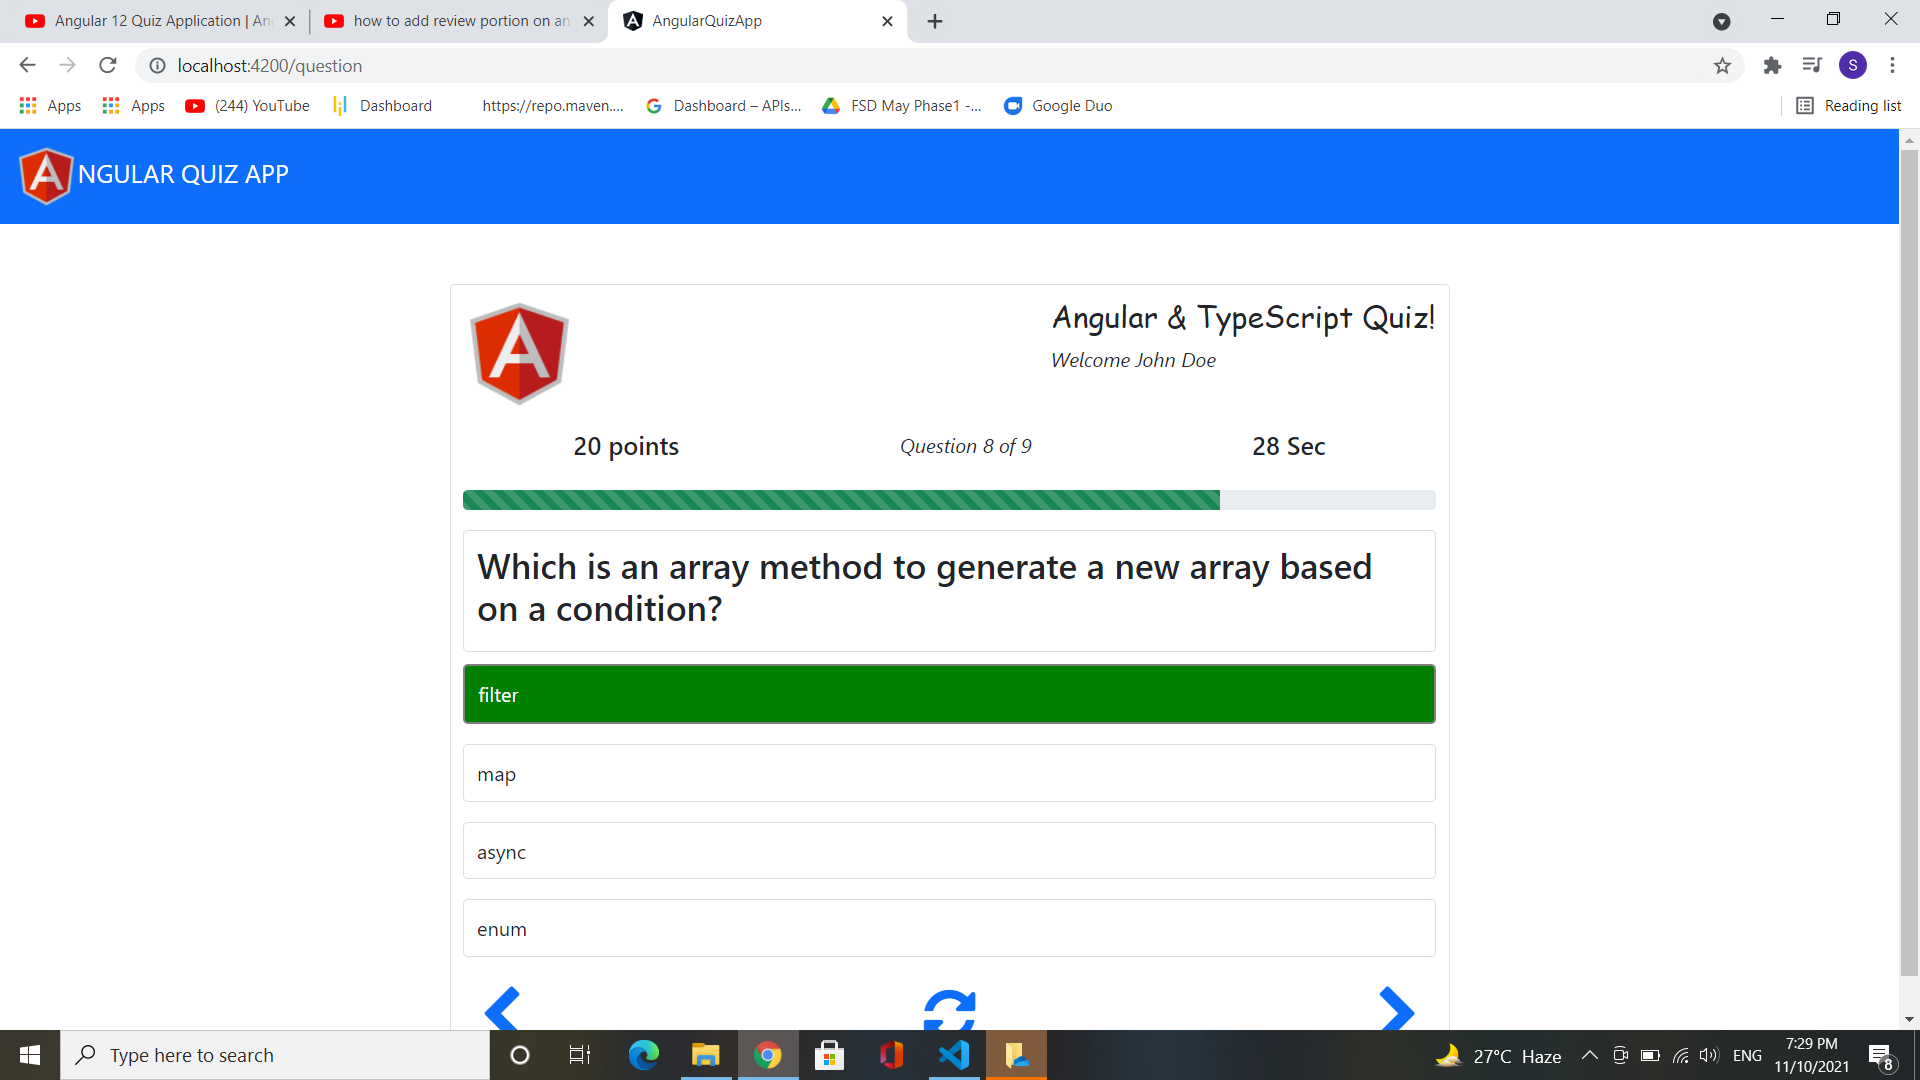 Angular 12 Quiz Application | An
how to add review portion on an
AngularQuizApp
localhost:4200/question
S
Apps
Apps
(244) YouTube
Dashboard
https://repo.maven....
Dashboard – APIs...
FSD May Phase1 -...
Google Duo
Reading list
A
NGULAR QUIZ APP
A
Angular & TypeScript Quiz!
Welcome John Doe
20 points
Question 8 of 9
28 Sec
Which is an array method to generate a new array based
on a condition?
filter
map
async
enum
Type here to search
27°C Haze
ENG
7:29 PM
11/10/2021
8